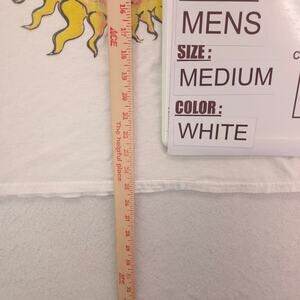 MENS
SIZE :
MEDIUM
COLOR :
WHITE
ACE
The helpful place